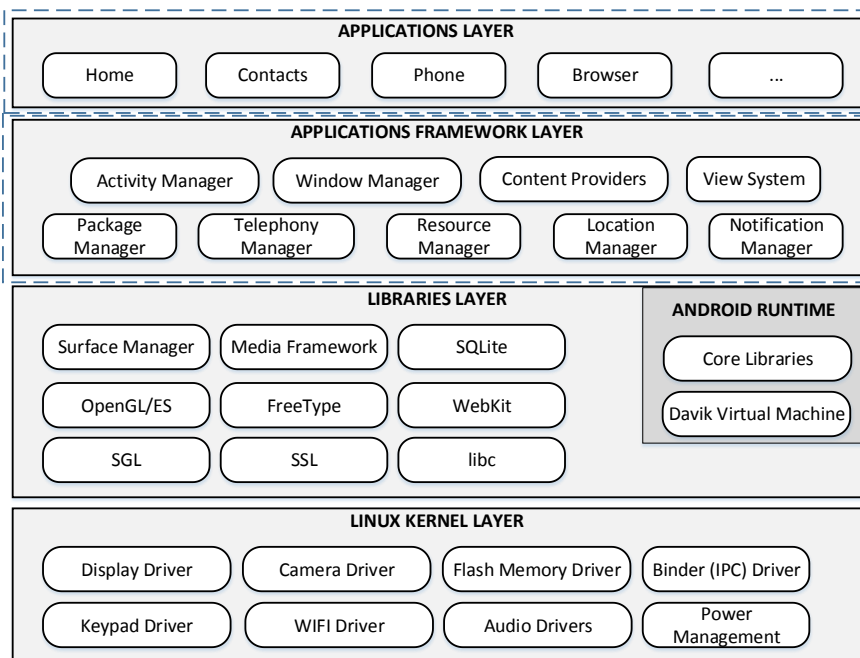 APPLICATIONS LAYER
Home
Contacts
Phone
Browser
...
APPLICATIONS FRAMEWORK LAYER
Activity Manager
Window Manager
Content Providers
View System
Package
Manager
Telephony
Manager
Resource
Manager
Location
Manager
Notification
Manager
LIBRARIES LAYER
Surface Manager
Media Framework
SQLite
OpenGL/ES
FreeType
WebKit
SGL
SSL
libc
ANDROID RUNTIME
Core Libraries
Davik Virtual Machine
LINUX KERNEL LAYER
Display Driver
Camera Driver
Flash Memory Driver
Binder (IPC) Driver
Keypad Driver
WIFI Driver
Audio Drivers
Power
Management